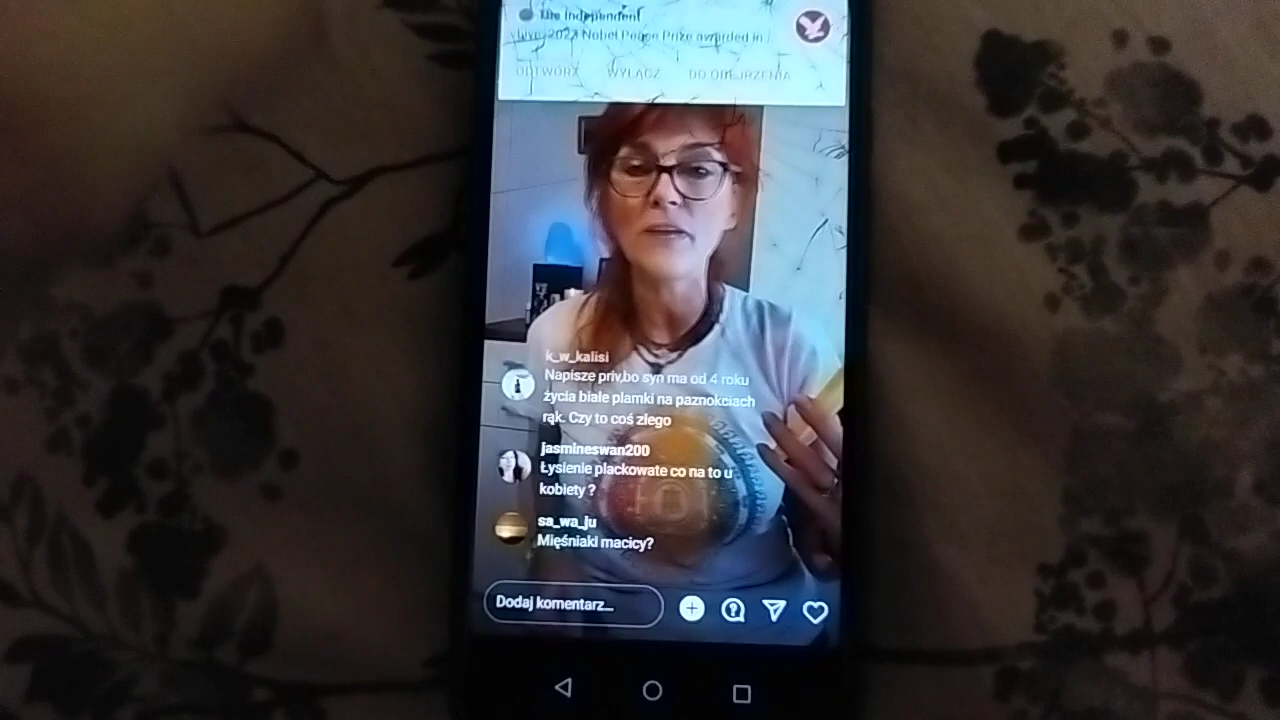 The Independent
2023 Nobel Peace Prize awarded in
ODTWÓRZ WYŁĄCZ DO OBEJRZENIA
k_w_kalisi
Napisze priv,bo syn ma od 4 roku
życia białe plamki na paznokciach
rąk. Czy to coś złego
jasmineswan200
Łysienie plackowate co na to u
kobiety ?
sa_wa_ju
Mięśniaki macicy?
Dodaj komentarz...